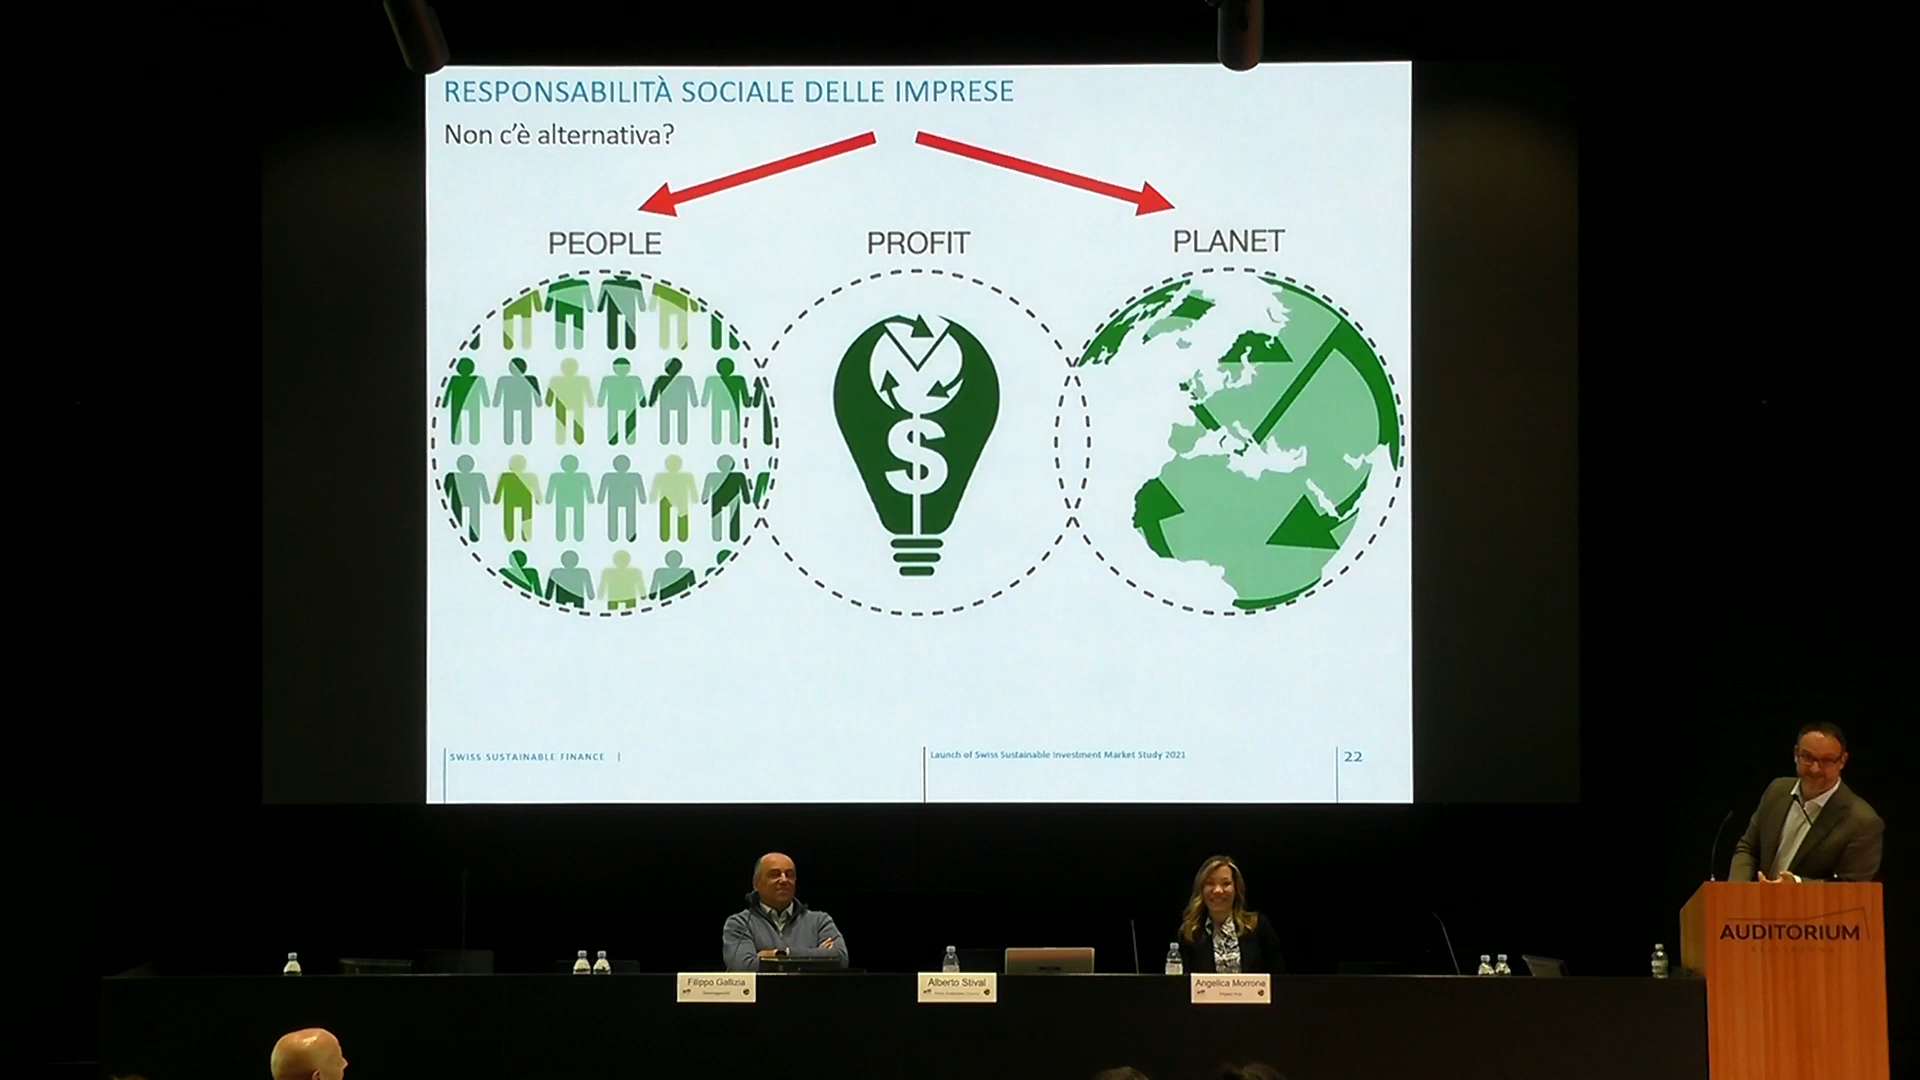 RESPONSABILITÀ SOCIALE DELLE IMPRESE
Non c'è alternativa?
PEOPLE
PROFIT
PLANET
$
SWISS SUSTAINABLE FINANCE |
Launch of Swiss Sustainable Investment Market Study 2021
22
Filippo Gallizia
Alberto Stival
Angelica Morrone
AUDITORIUM